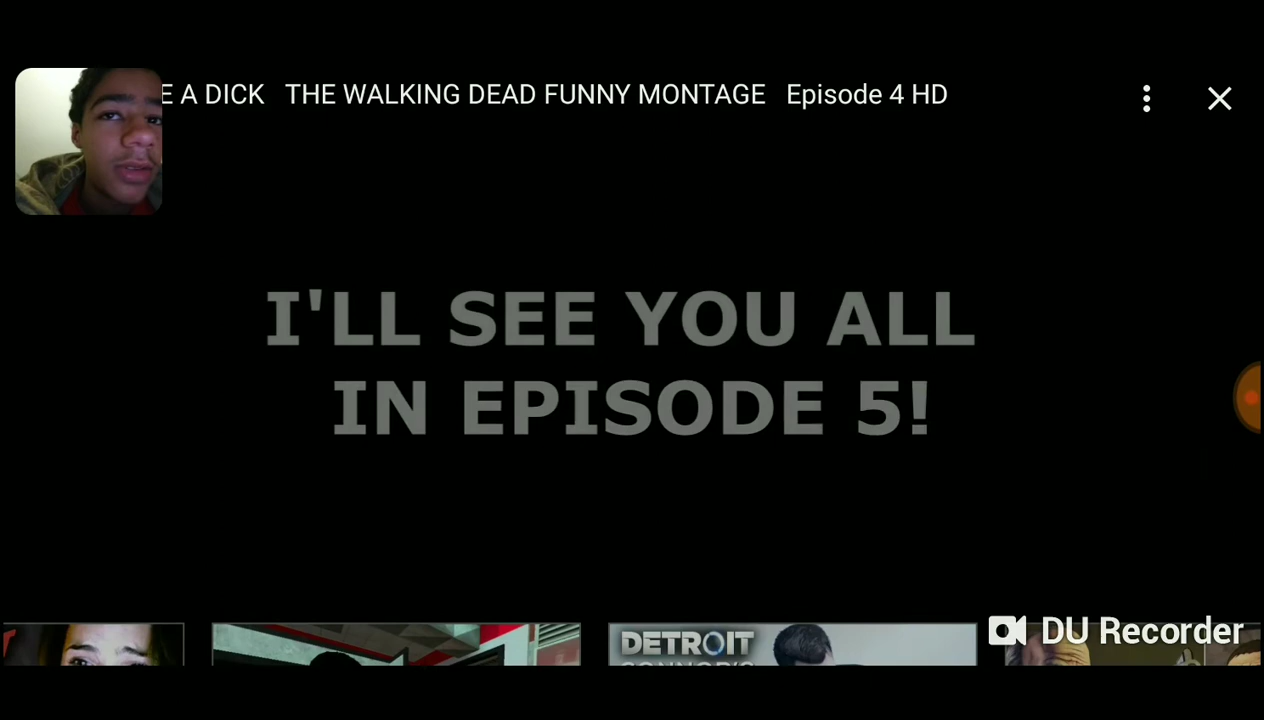 E A DICK THE WALKING DEAD FUNNY MONTAGE Episode 4 HD
I'LL SEE YOU ALL
IN EPISODE 5!
DETROIT
CONNOR'S
DU Recorder